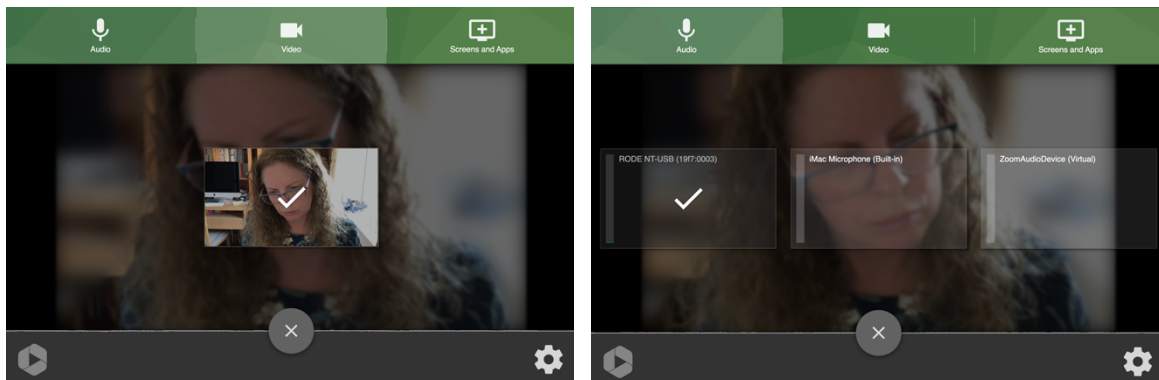 Audio
Video
Screens and Apps
Audio
Video
Screens and Apps
RODE NT-USB (19f7:0003)
iMac Microphone (Built-in)
ZoomAudioDevice (Virtual)